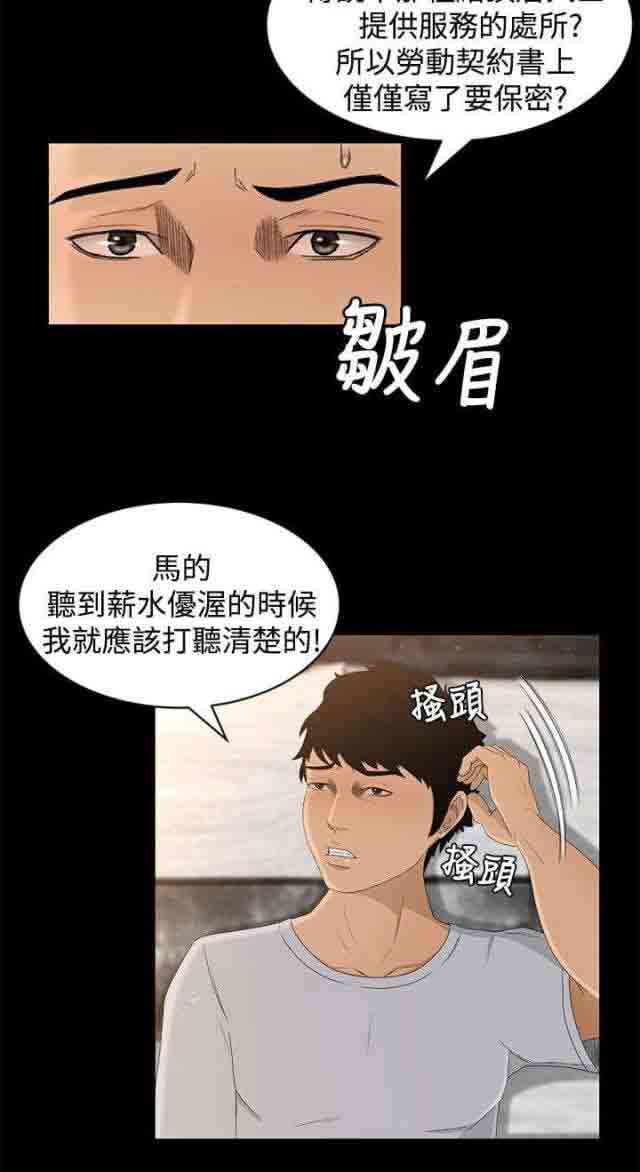 提供服務的處所?
所以勞動契約書上
僅僅寫了要保密?
皺眉
馬的
聽到薪水優渥的時候
我就應該打聽清楚的!
搔頭
搔頭